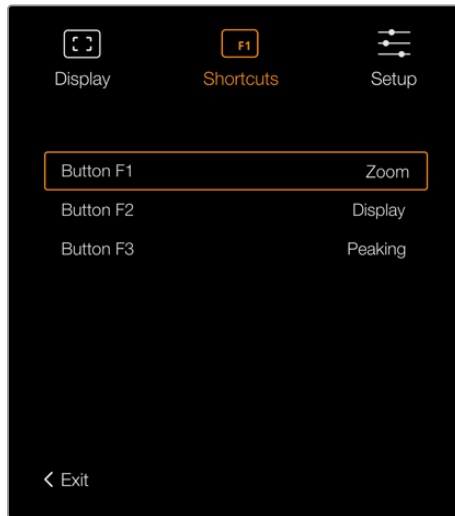 F1
Display Shortcuts Setup
Button F1 Zoom
Button F2 Display
Button F3 Peaking
Exit